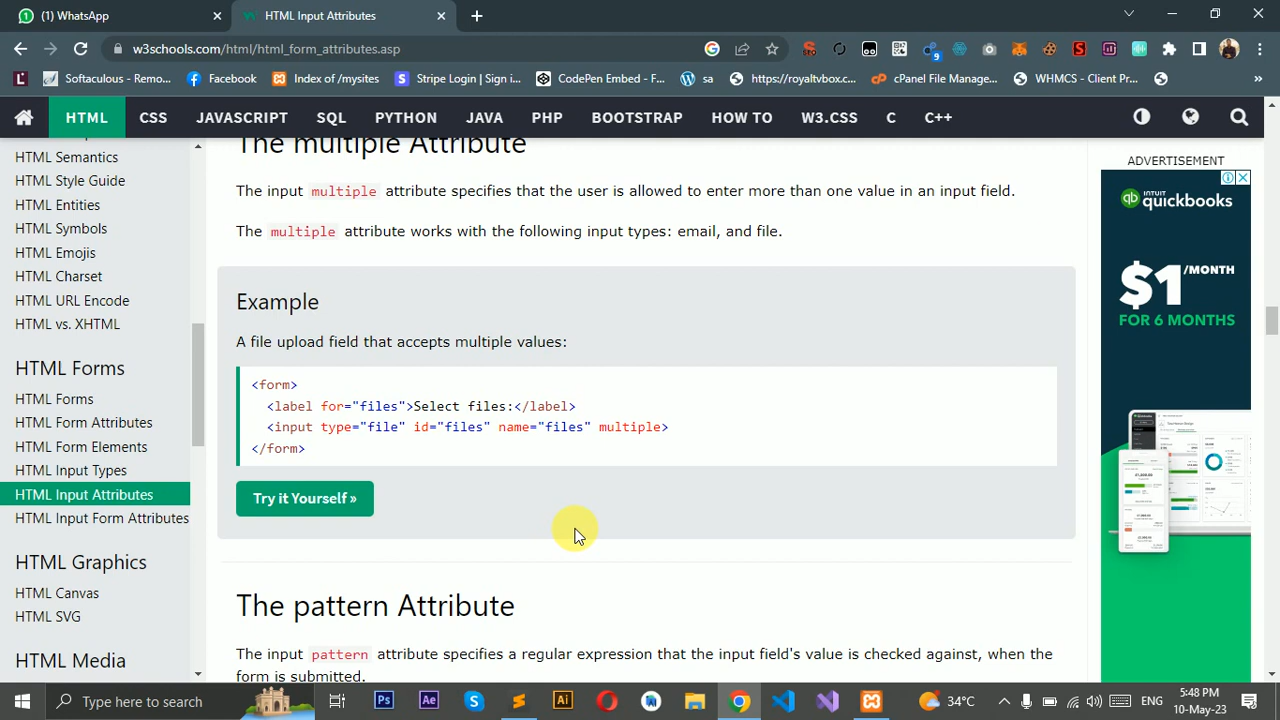 (1) WhatsApp
HTML Input Attributes
w3schools.com/html/html_form_attributes.asp
9
Softaculous - Remo...
Facebook
Index of /mysites
Stripe Login | Sign i...
CodePen Embed - F...
sa
https://royaltvbox.c...
cPanel File Manage...
WHMCS - Client Pr...
»
HTML
CSS
JAVASCRIPT
SQL
PYTHON
JAVA
PHP
BOOTSTRAP
HOW TO
W3.CSS
C
C++
HTML Semantics
HTML Style Guide
HTML Entities
HTML Symbols
HTML Emojis
HTML Charset
HTML URL Encode
HTML vs. XHTML
HTML Forms
HTML Forms
HTML Form Attributes
HTML Form Elements
HTML Input Types
HTML Input Attributes
HTML Input Form Attributes
HTML Graphics
HTML Canvas
HTML SVG
HTML Media
The multiple Attribute
The input multiple attribute specifies that the user is allowed to enter more than one value in an input field.
The multiple attribute works with the following input types: email, and file.
Example
A file upload field that accepts multiple values:
<form>
<label for="files">Select files:</label>
<input type="file" id="files" name="files" multiple>
</form>
Try it Yourself »
The pattern Attribute
The input pattern attribute specifies a regular expression that the input field's value is checked against, when the
form is submitted.
ADVERTISEMENT
qb INTUIT
quickbooks
$1 /MONTH
FOR 6 MONTHS
Type here to search
Ps
Ae
S
Ai
34°C
ENG
5:48 PM
10-May-23